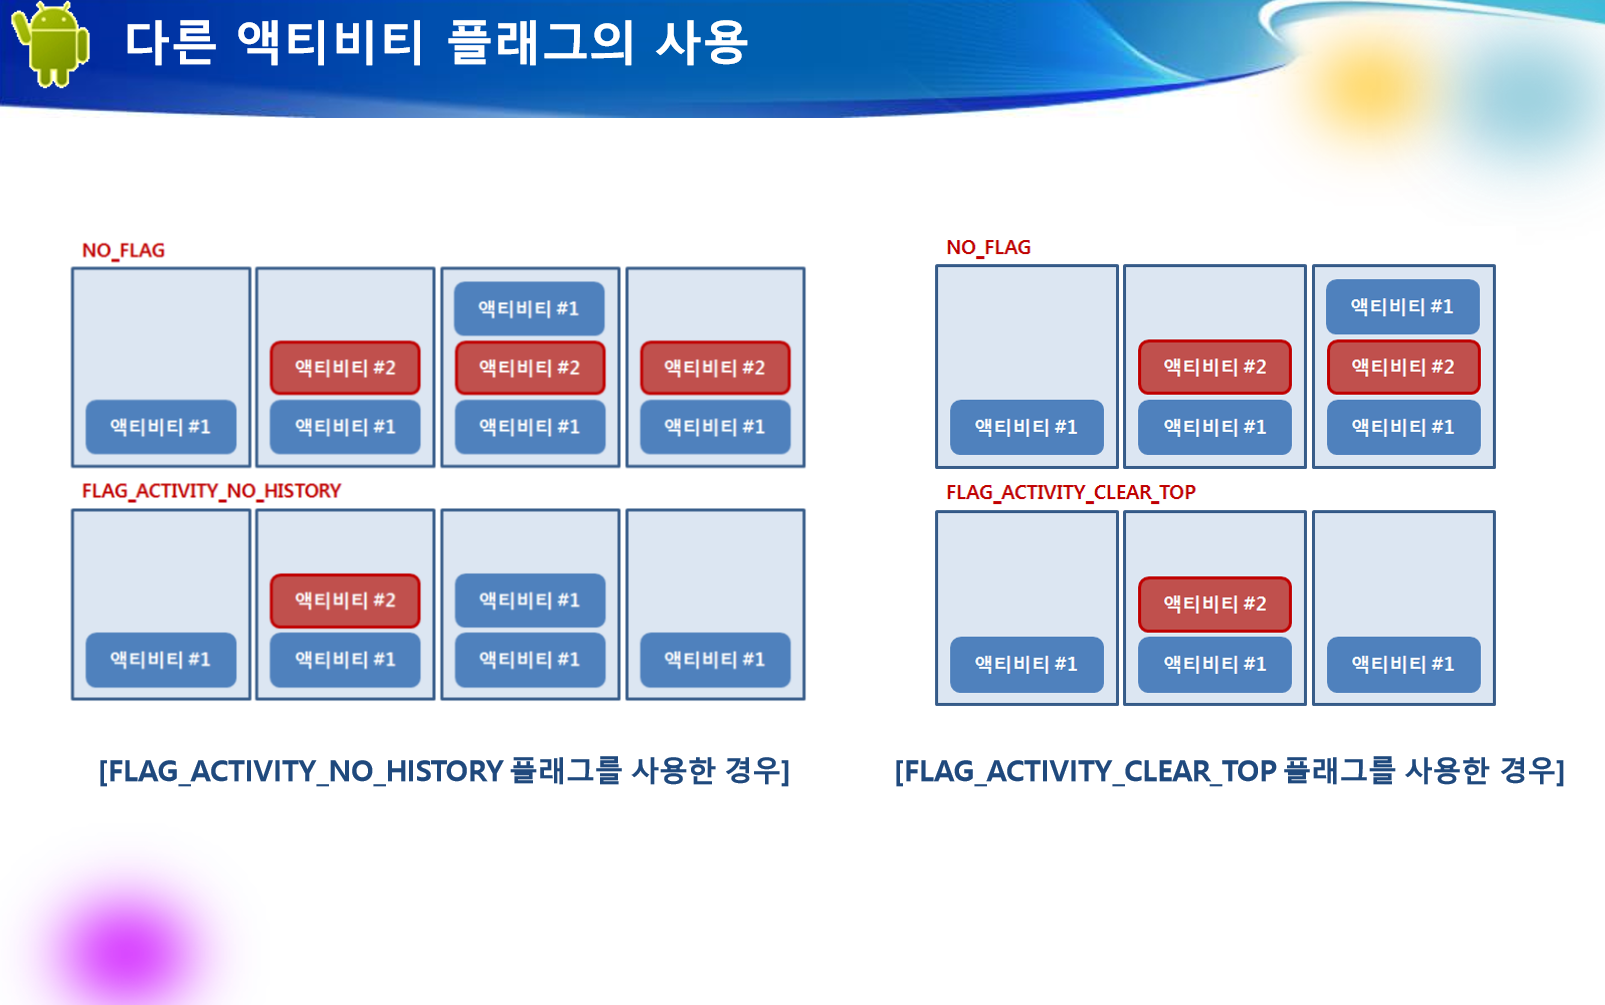 다른 액티비티 플래그의 사용
NO_FLAG
액티비티 #1
액티비티 #2 액티비티 #2 액티비티 #2
액티비티 #1 액티비티 #1 액티비티 #1 액티비티 #1
FLAG_ACTIVITY_NO_HISTORY
액티비티 #2 액티비티 #1
액티비티 #1 액티비티 #1 액티비티 #1 액티비티 #1
[FLAG_ACTIVITY_NO_HISTORY 플래그를 사용한 경우]
NO_FLAG
액티비티 #1
액티비티 #2 액티비티 #2
액티비티 #1 액티비티 #1 액티비티 #1
FLAG_ACTIVITY_CLEAR_TOP
액티비티 #2
액티비티 #1 액티비티 #1 액티비티 #1
[FLAG_ACTIVITY_CLEAR_TOP 플래그를 사용한 경우]